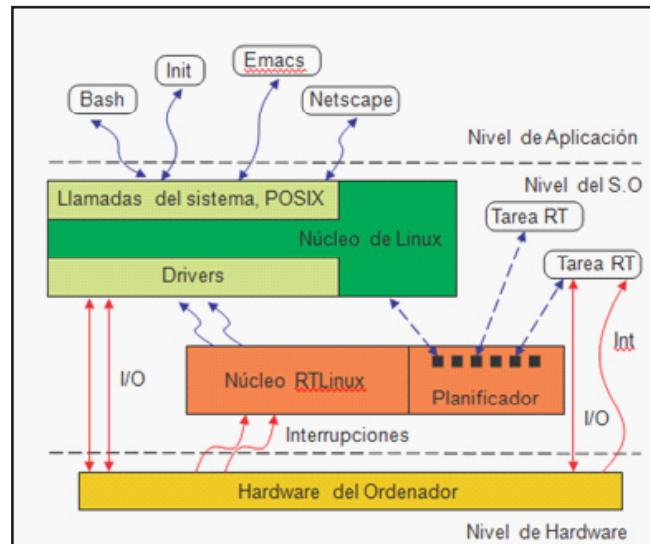 Emacs
Init
Bash
Netscape
Nivel de Aplicación
Nivel del S.O
Llamadas del sistema, POSIX
Tarea RT
Núcleo de Linux
Tarea RT
Drivers
Int
I/O
Núcleo RTLinux
Planificador
I/O
Interrupciones
Hardware del Ordenador
Nivel de Hardware